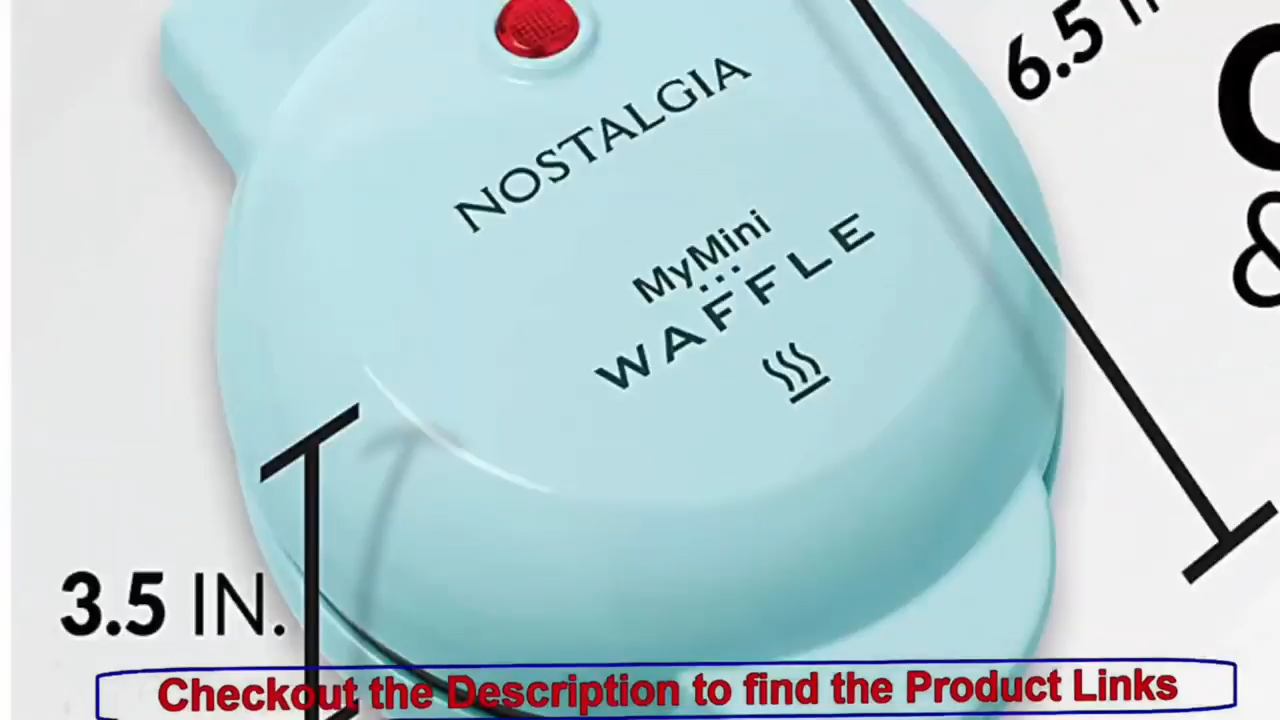 6.5
NOSTALGIA
MyMini
WAFFLE
&
3.5 IN.
Checkout the Description to find the Product Links